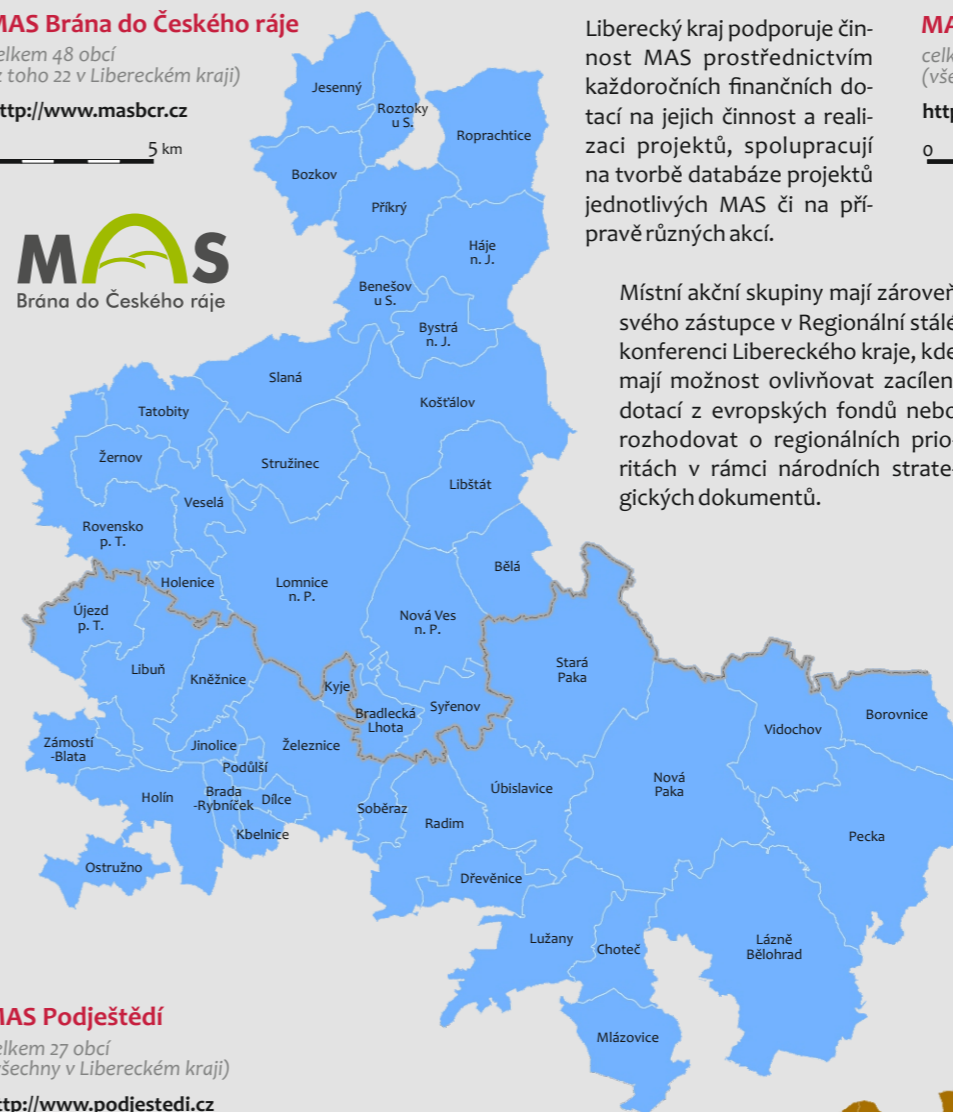 MAS Brána do Českého ráje
elkem 48 obcí
z toho 22 v Libereckém kraji)
ttp://www.masbcr.cz
5 km
MAS
Brána do Českého ráje
Liberecký kraj podporuje čin-
nost MAS prostřednictvím
každoročních finančních do-
tací na jejich činnost a reali-
zaci projektů, spolupracují
na tvorbě databáze projektů
jednotlivých MAS či na pří-
pravě různých akcí.
Místní akční skupiny mají zároveň
svého zástupce v Regionální stálé
konferenci Libereckého kraje, kde
mají možnost ovlivňovat zacílen
dotací z evropských fondů nebo
rozhodovat o regionálních prio-
ritách v rámci národních strate-
gických dokumentů.
MA
celk
(vše
http
0
Jesenný
Roztoky
u S.
Roprachtice
Bozkov
Příkrý
Háje
n. J.
Benešov
u S.
Bystrá
n. J.
Slaná
Košťálov
Tatobity
Žernov
Stružinec
Libštát
Veselá
Rovensko
p. T.
Bělá
Holenice
Lomnice
n. P.
Újezd
p. T.
Nová Ves
n. P.
Libuň
Kněžnice
Stará
Paka
Kyje
Syřenov
Bradlecká
Lhota
Borovnice
Vidochov
Zámostí
-Blata
Jinolice
Železnice
Podůlší
Nová
Paka
Úbislavice
Holín
Brada
-Rybníček
Dílce
Soběraz
Radim
Kbelnice
Pecka
Ostružno
Dřevěnice
Lužany
Choteč
Lázně
Bělohrad
Mlázovice
MAS Podještědí
elkem 27 obcí
všechny v Libereckém kraji)
ttp://www.podjestedi.cz